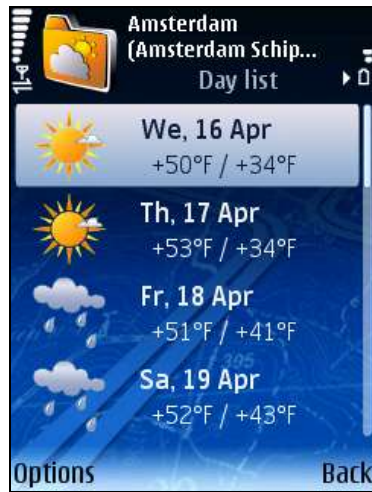 Amsterdam
(Amsterdam Schip...
Day list
We, 16 Apr
+50°F / +34°F
Th, 17 Apr
+53°F / +34°F
Fr, 18 Apr
+51°F / +41°F
Sa, 19 Apr
+52°F / +43°F
Options Back